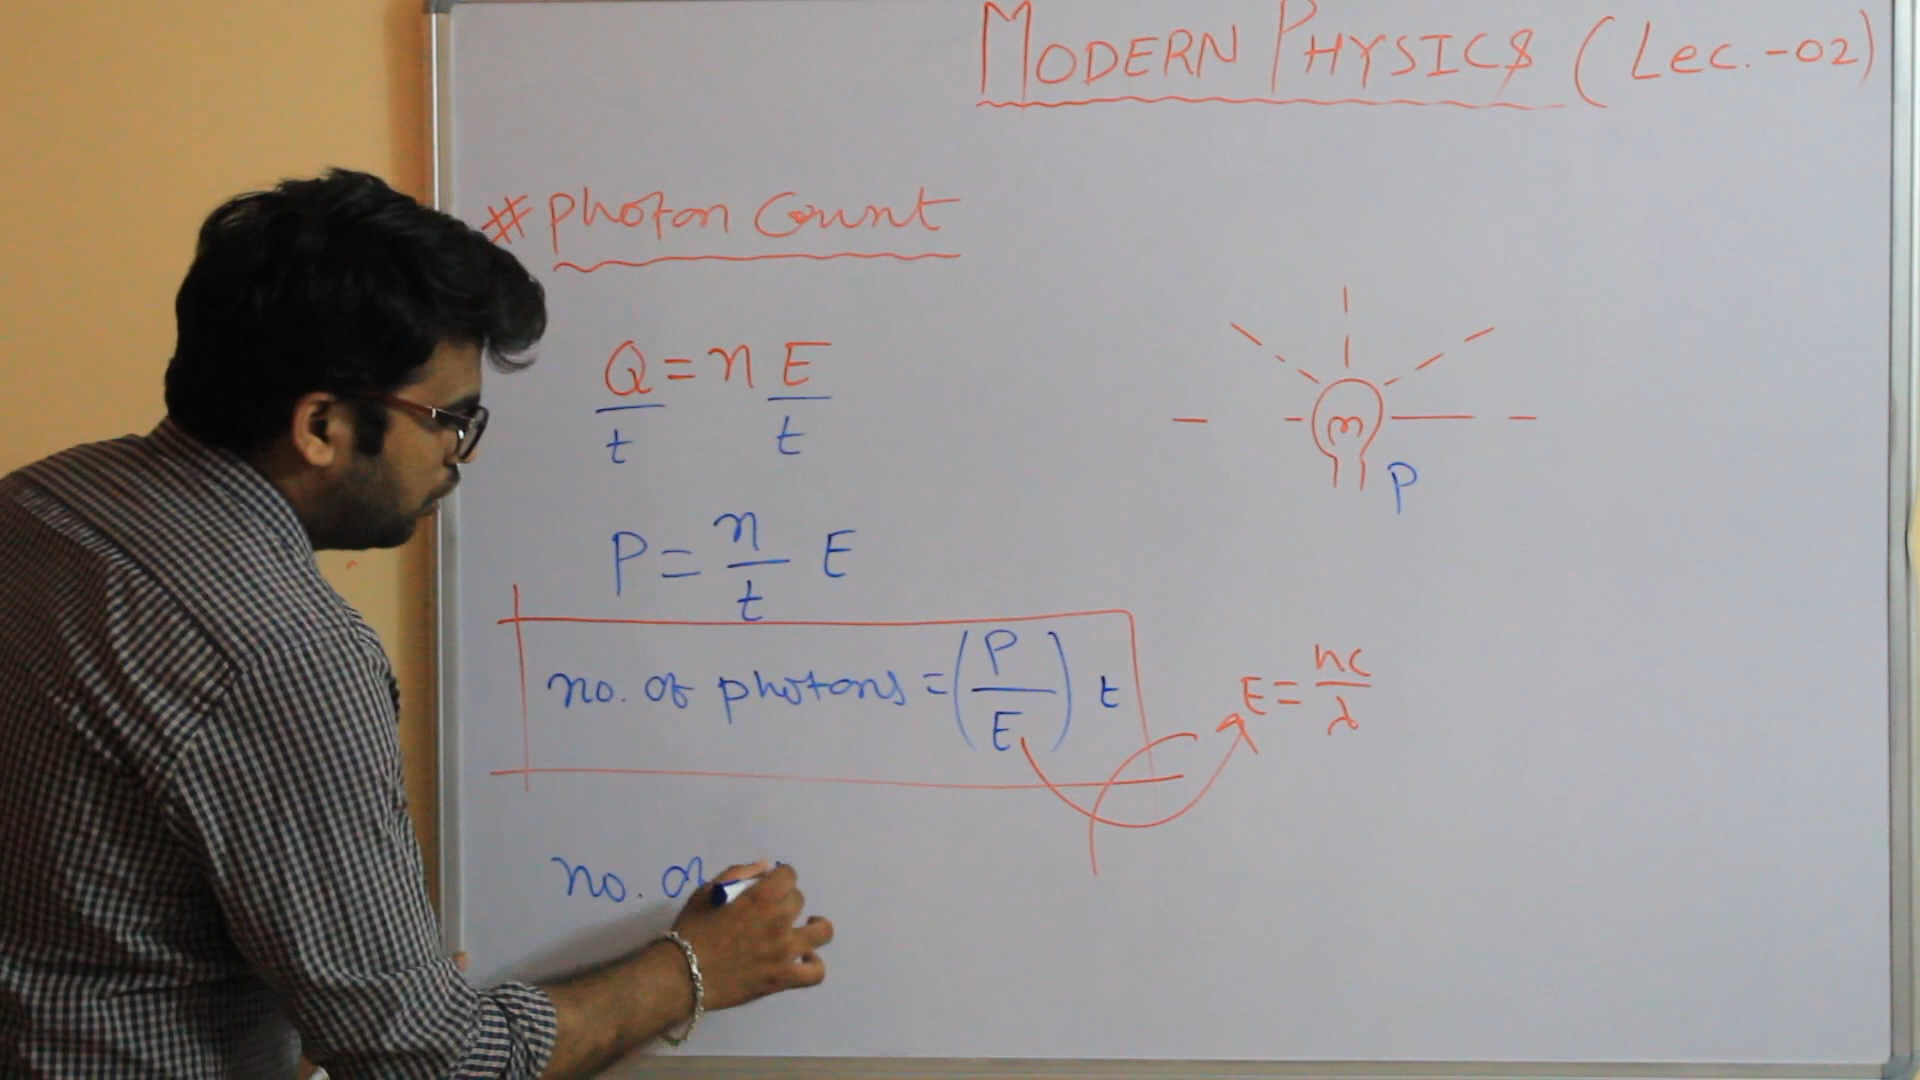 MODERN PHYSICS (Lec.-02)
# Photon Count
Q/t = n E/t
P
P = n/t E
no. of photons = (P/E) t
E = hc/λ
no. of